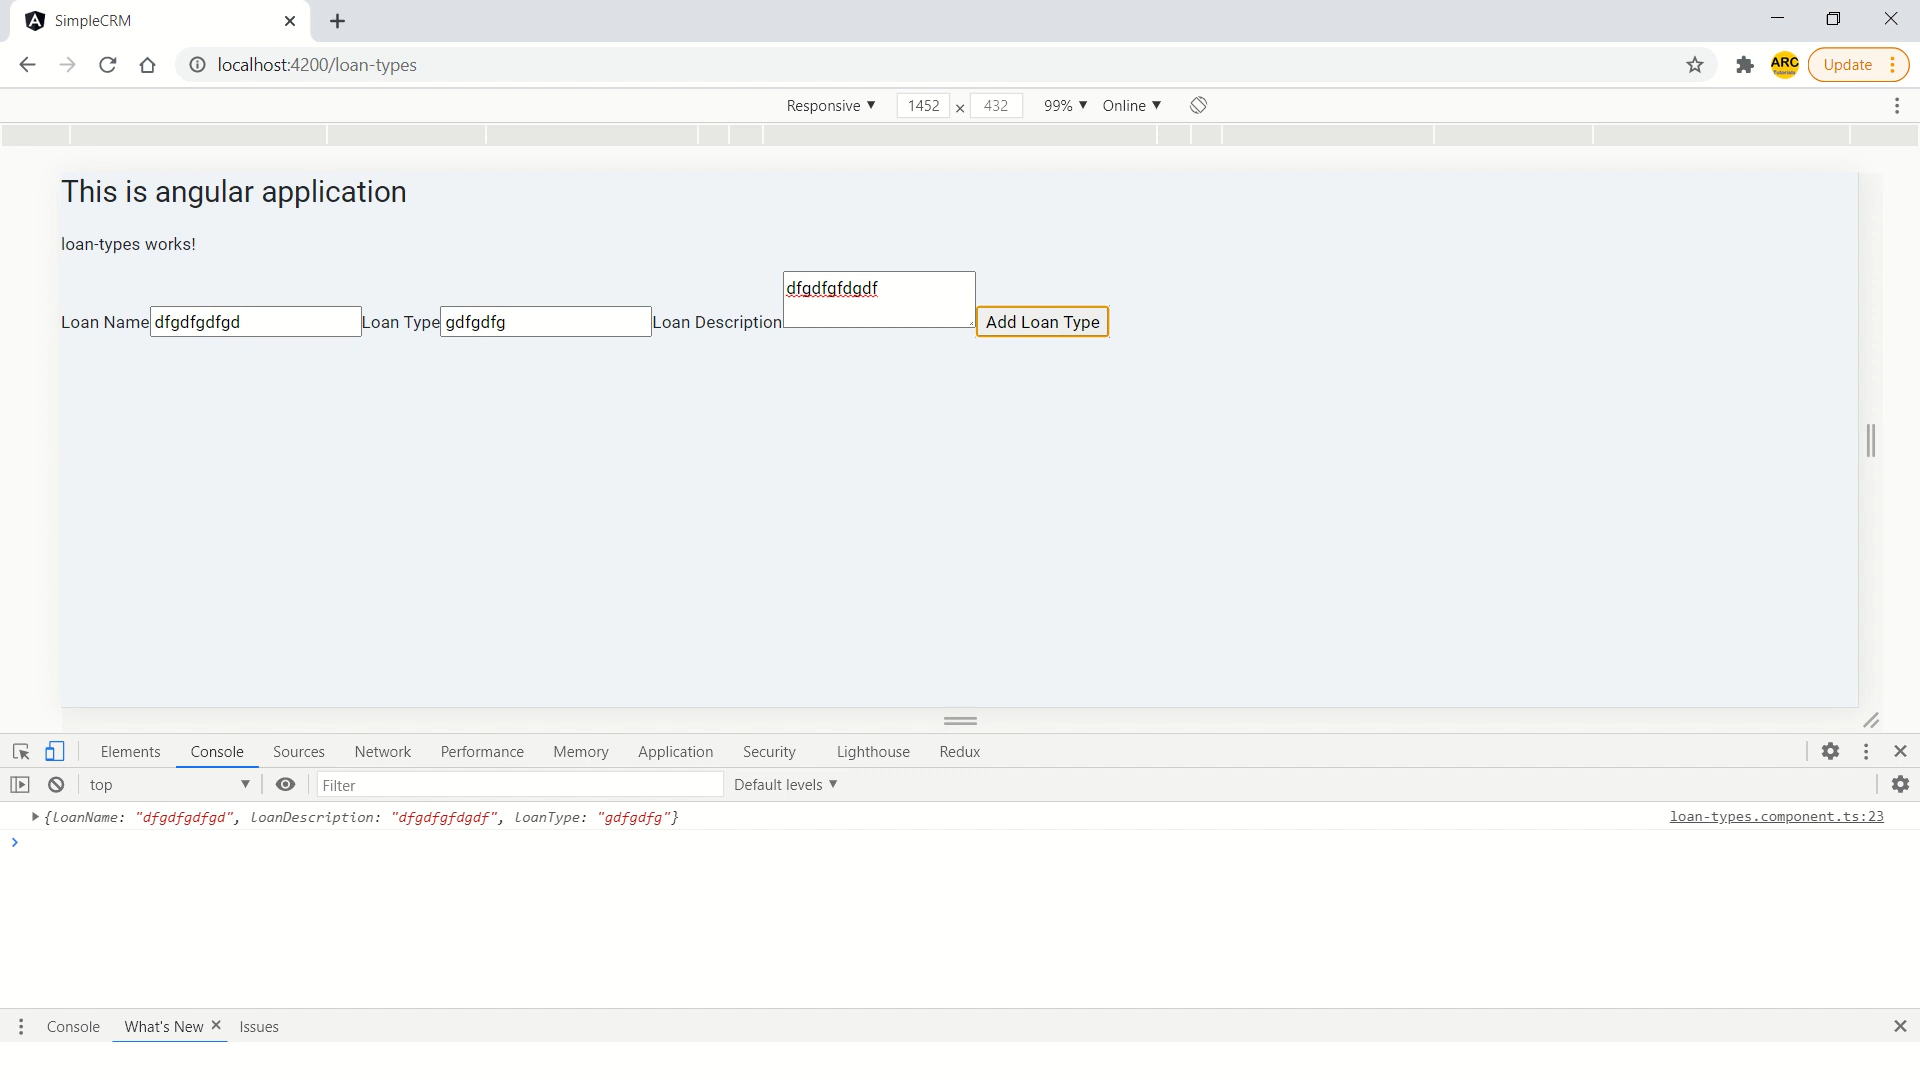 SimpleCRM
localhost:4200/loan-types
ARC
Tutorials
Update
Responsive ▼ 1452 × 432 99% ▼ Online ▼
This is angular application
loan-types works!
dfgdfgfdgdf
Loan Name dfgdfgdfgd Loan Type gdfgdfg Loan Description Add Loan Type
Elements Console Sources Network Performance Memory Application Security Lighthouse Redux
top ▼ Filter Default levels ▼
{loanName: "dfgdfgdfgd", loanDescription: "dfgdfgfdgdf", loanType: "gdfgdfg"} loan-types.component.ts:23
Console What's New Issues